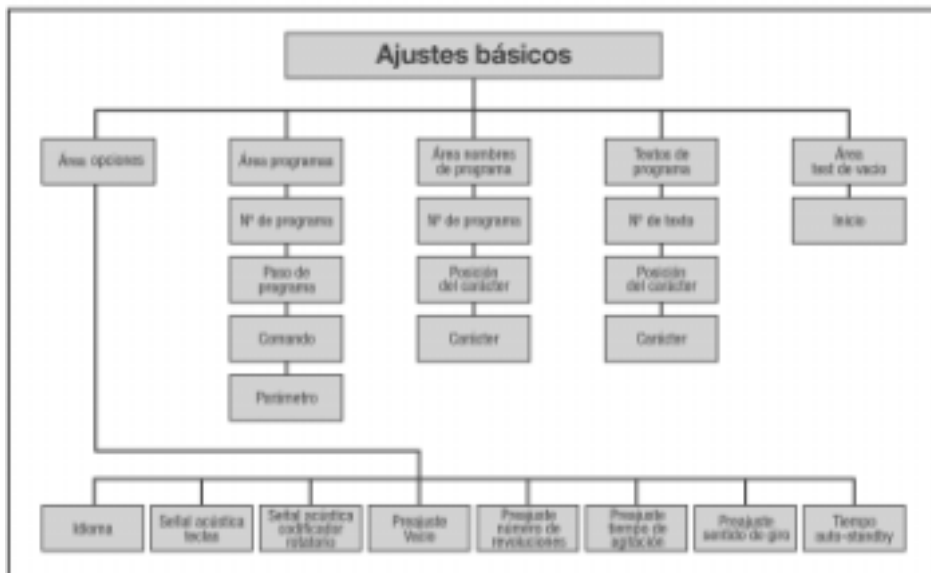 Ajustes básicos
Área opciones
Área programas
Nº de programa
Paso de
programa
Comando
Parámetro
Área nombres
de programa
Nº de programa
Posición
del carácter
Carácter
Textos de
programa
Nº de texto
Posición
del carácter
Carácter
Área
test de vacío
Inicio
Idioma
Señal acústica
teclas
Señal acústica
codificador
rotatorio
Preajuste
Vacío
Preajuste
número de
revoluciones
Preajuste
tiempo de
agitación
Preajuste
sentido de giro
Tiempo
auto-standby